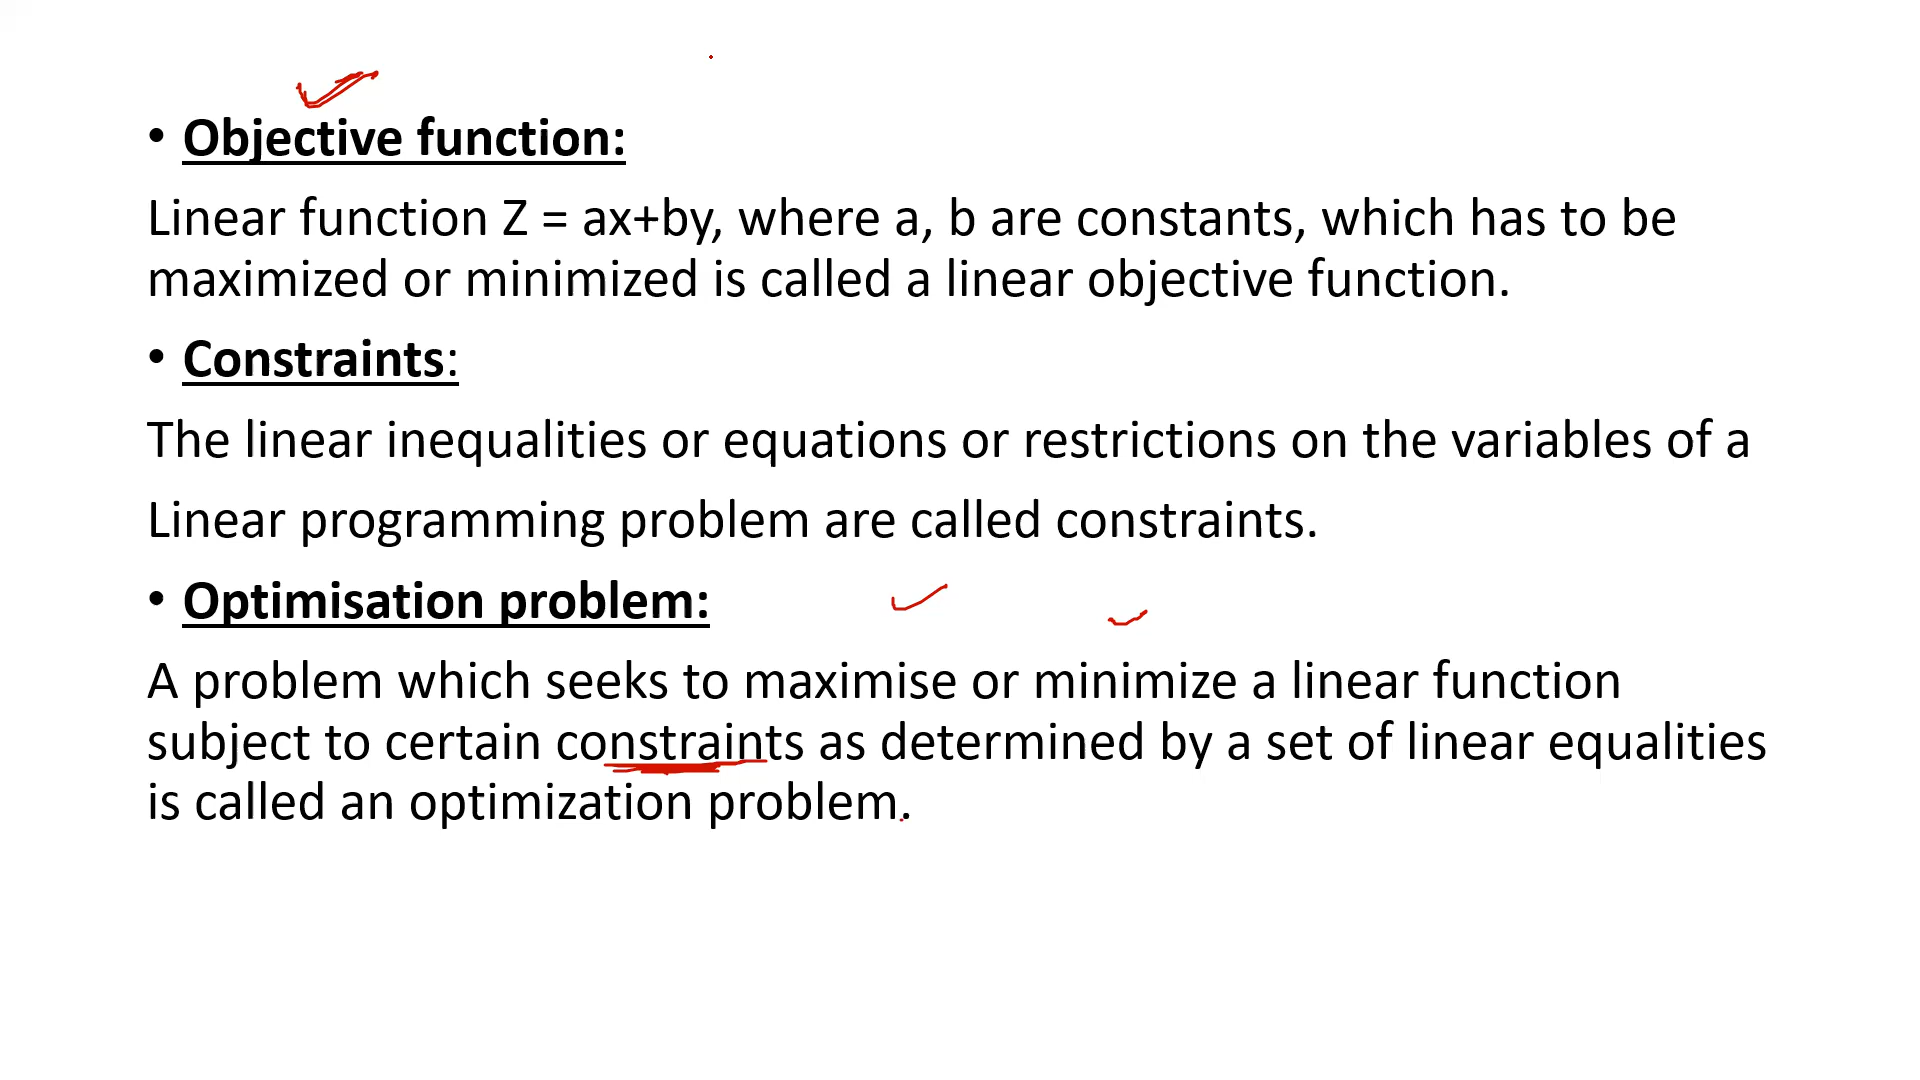 • Objective function:
Linear function Z = ax+by, where a, b are constants, which has to be
maximized or minimized is called a linear objective function.
• Constraints:
The linear inequalities or equations or restrictions on the variables of a
Linear programming problem are called constraints.
• Optimisation problem:
A problem which seeks to maximise or minimize a linear function
subject to certain constraints as determined by a set of linear equalities
is called an optimization problem.